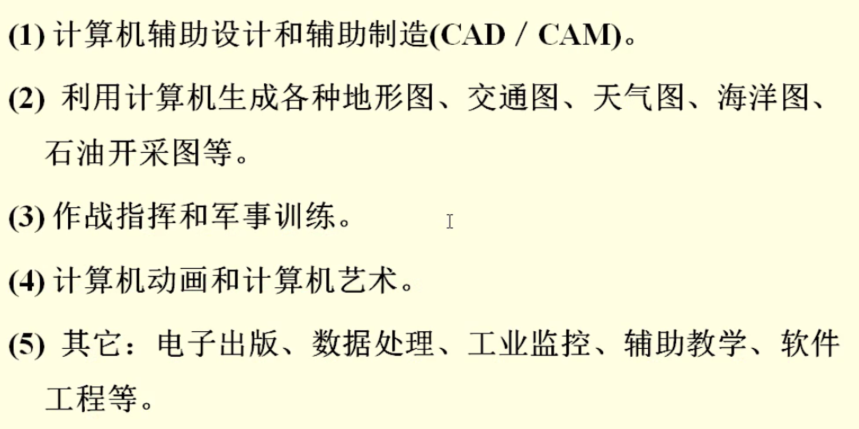 (1) 计算机辅助设计和辅助制造(CAD / CAM)。
(2) 利用计算机生成各种地形图、交通图、天气图、海洋图、
石油开采图等。
(3) 作战指挥和军事训练。
(4) 计算机动画和计算机艺术。
(5) 其它：电子出版、数据处理、工业监控、辅助教学、软件
工程等。